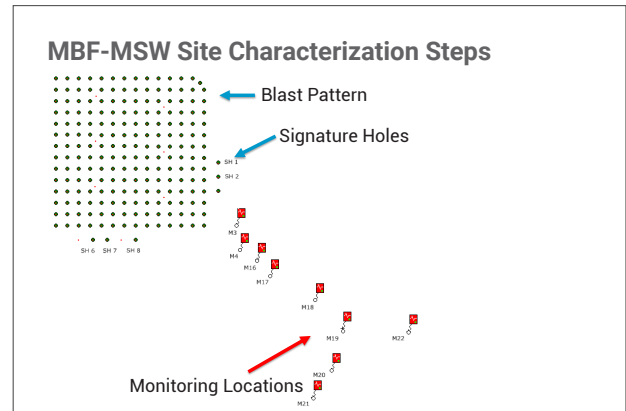 MBF-MSW Site Characterization Steps
Blast Pattern
Signature Holes
SH 1
SH 2
M3
SH 6 SH 7 SH 8
M4
M16
M17
M18
M19
M22
M20
Monitoring Locations
M21